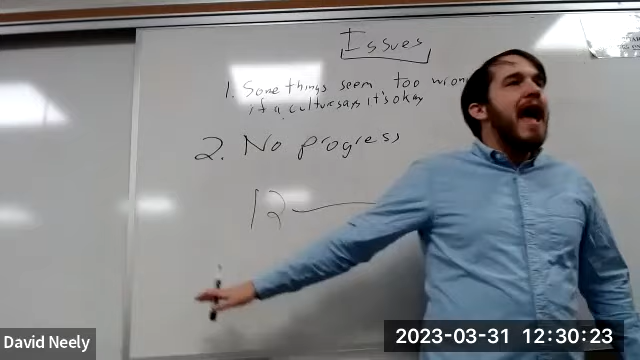 Issues
1. Some things seem too wrong
if a culture says it's okay
2. No progress
David Neely
2023-03-31 12:30:23